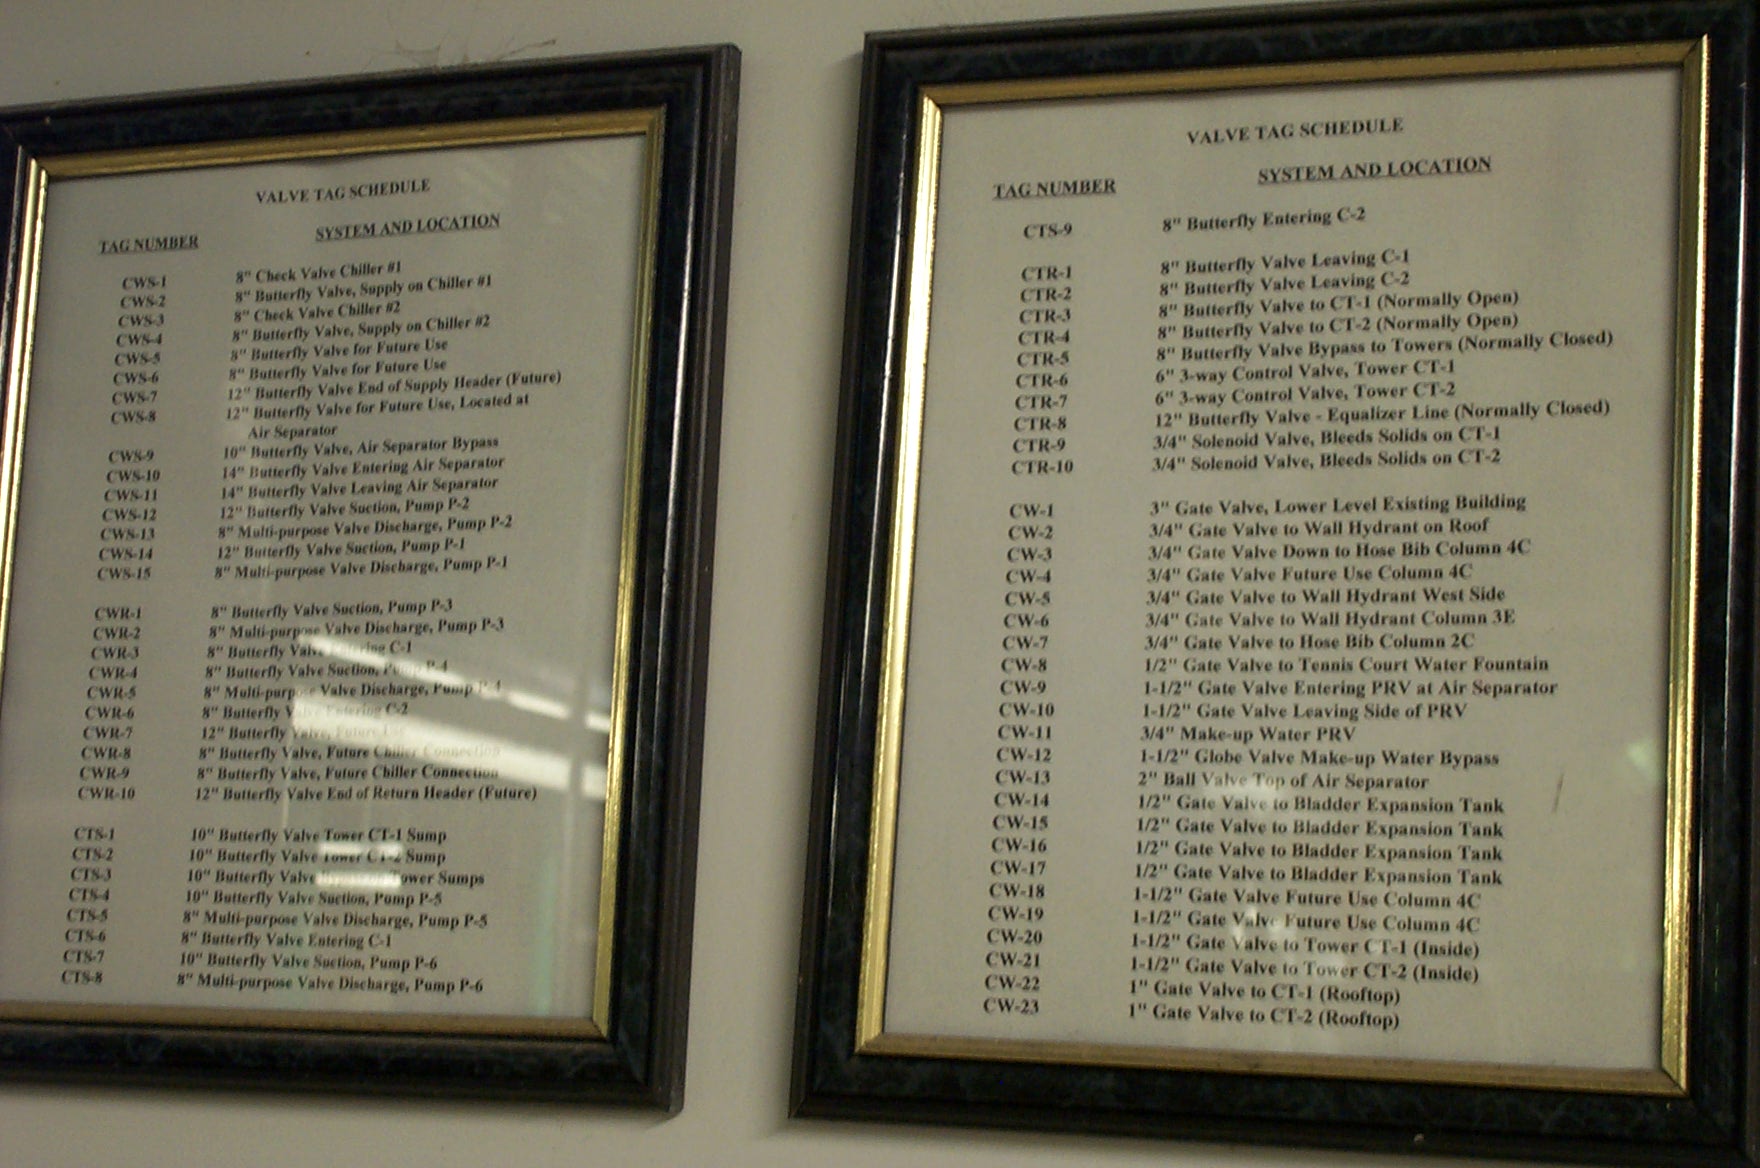 VALVE TAG SCHEDULE
TAG NUMBER SYSTEM AND LOCATION
CWS-1 8" Check Valve Chiller #1
CWS-2 8" Butterfly Valve, Supply on Chiller #1
CWS-3 8" Check Valve Chiller #2
CWS-4 8" Butterfly Valve, Supply on Chiller #2
CWS-5 8" Butterfly Valve for Future Use
CWS-6 8" Butterfly Valve for Future Use
CWS-7 12" Butterfly Valve End of Supply Header (Future)
CWS-8 12" Butterfly Valve for Future Use, Located at
Air Separator
CWS-9 10" Butterfly Valve, Air Separator Bypass
CWS-10 14" Butterfly Valve Entering Air Separator
CWS-11 14" Butterfly Valve Leaving Air Separator
CWS-12 12" Butterfly Valve Suction, Pump P-2
CWS-13 8" Multi-purpose Valve Discharge, Pump P-2
CWS-14 12" Butterfly Valve Suction, Pump P-1
CWS-15 8" Multi-purpose Valve Discharge, Pump P-1
CWR-1 8" Butterfly Valve Suction, Pump P-3
CWR-2 8" Multi-purpose Valve Discharge, Pump P-3
CWR-3 8" Butterfly Valve Entering C-1
CWR-4 8" Butterfly Valve Suction, Pump P-4
CWR-5 8" Multi-purpose Valve Discharge, Pump P-4
CWR-6 8" Butterfly Valve Entering C-2
CWR-7 12" Butterfly Valve, Future Use
CWR-8 8" Butterfly Valve, Future Chiller Connection
CWR-9 8" Butterfly Valve, Future Chiller Connection
CWR-10 12" Butterfly Valve End of Return Header (Future)
CTS-1 10" Butterfly Valve Tower CT-1 Sump
CTS-2 10" Butterfly Valve Tower CT-2 Sump
CTS-3 10" Butterfly Valve Tower Sumps
CTS-4 10" Butterfly Valve Suction, Pump P-5
CTS-5 8" Multi-purpose Valve Discharge, Pump P-5
CTS-6 8" Butterfly Valve Entering C-1
CTS-7 10" Butterfly Valve Suction, Pump P-6
CTS-8 8" Multi-purpose Valve Discharge, Pump P-6
VALVE TAG SCHEDULE
TAG NUMBER SYSTEM AND LOCATION
CTS-9 8" Butterfly Entering C-2
CTR-1 8" Butterfly Valve Leaving C-1
CTR-2 8" Butterfly Valve Leaving C-2
CTR-3 8" Butterfly Valve to CT-1 (Normally Open)
CTR-4 8" Butterfly Valve to CT-2 (Normally Open)
CTR-5 8" Butterfly Valve Bypass to Towers (Normally Closed)
CTR-6 6" 3-way Control Valve, Tower CT-1
CTR-7 6" 3-way Control Valve, Tower CT-2
CTR-8 12" Butterfly Valve - Equalizer Line (Normally Closed)
CTR-9 3/4" Solenoid Valve, Bleeds Solids on CT-1
CTR-10 3/4" Solenoid Valve, Bleeds Solids on CT-2
CW-1 3" Gate Valve, Lower Level Existing Building
CW-2 3/4" Gate Valve to Wall Hydrant on Roof
CW-3 3/4" Gate Valve Down to Hose Bib Column 4C
CW-4 3/4" Gate Valve Future Use Column 4C
CW-5 3/4" Gate Valve to Wall Hydrant West Side
CW-6 3/4" Gate Valve to Wall Hydrant Column 3E
CW-7 3/4" Gate Valve to Hose Bib Column 2C
CW-8 1/2" Gate Valve to Tennis Court Water Fountain
CW-9 1-1/2" Gate Valve Entering PRV at Air Separator
CW-10 1-1/2" Gate Valve Leaving Side of PRV
CW-11 3/4" Make-up Water PRV
CW-12 1-1/2" Globe Valve Make-up Water Bypass
CW-13 2" Ball Valve Top of Air Separator
CW-14 1/2" Gate Valve to Bladder Expansion Tank
CW-15 1/2" Gate Valve to Bladder Expansion Tank
CW-16 1/2" Gate Valve to Bladder Expansion Tank
CW-17 1/2" Gate Valve to Bladder Expansion Tank
CW-18 1-1/2" Gate Valve Future Use Column 4C
CW-19 1-1/2" Gate Valve Future Use Column 4C
CW-20 1-1/2" Gate Valve to Tower CT-1 (Inside)
CW-21 1-1/2" Gate Valve to Tower CT-2 (Inside)
CW-22 1" Gate Valve to CT-1 (Rooftop)
CW-23 1" Gate Valve to CT-2 (Rooftop)